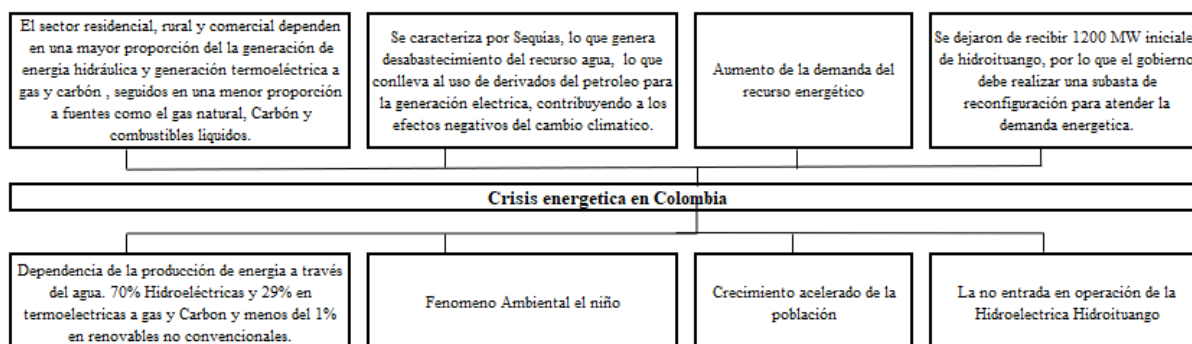 El sector residencial, rural y comercial dependen
en una mayor proporción del la generación de
energia hidráulica y generación termoeléctrica a
gas y carbón , seguidos en una menor proporción
a fuentes como el gas natural, Carbón y
combustibles líquidos.
Se caracteriza por Sequias, lo que genera
desabastecimiento del recurso agua, lo que
conlleva al uso de derivados del petroleo para
la generación electrica, contribuyendo a los
efectos negativos del cambio climatico.
Aumento de la demanda del
recurso energético
Se dejaron de recibir 1200 MW iniciale
de hidroituango, por lo que el gobierno
debe realizar una subasta de
reconfiguración para atender la
demanda energetica.
Crisis energetica en Colombia
Dependencia de la producción de energia a través
del agua. 70% Hidroeléctricas y 29% en
termoelectricas a gas y Carbon y menos del 1%
en renovables no convencionales.
Fenomeno Ambiental el niño
Crecimiento acelerado de la
población
La no entrada en operación de la
Hidroelectrica Hidroituango